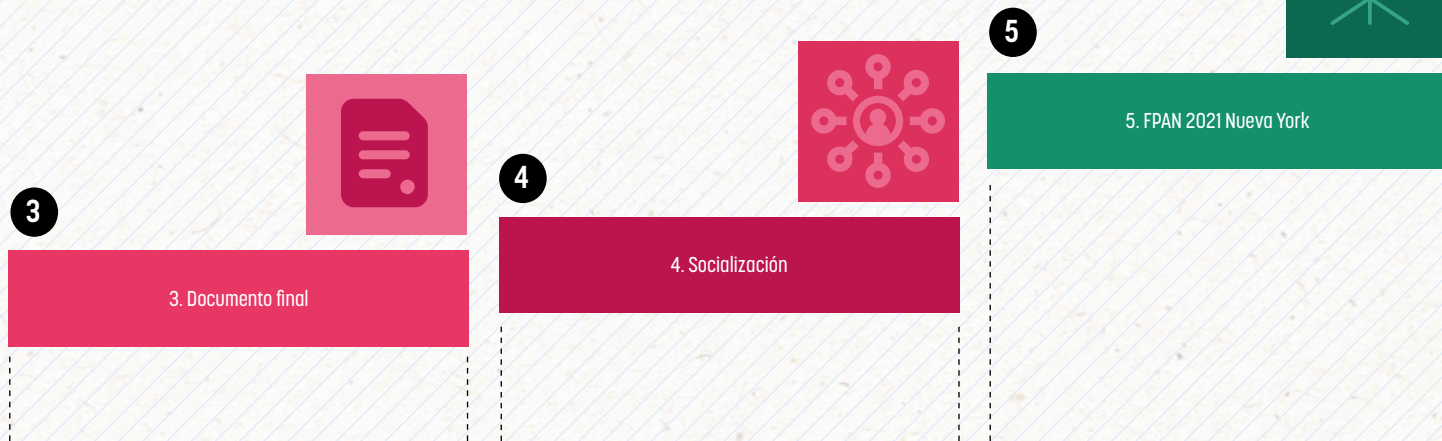 3
3. Documento final
4
4. Socialización
5
5. FPAN 2021 Nueva York